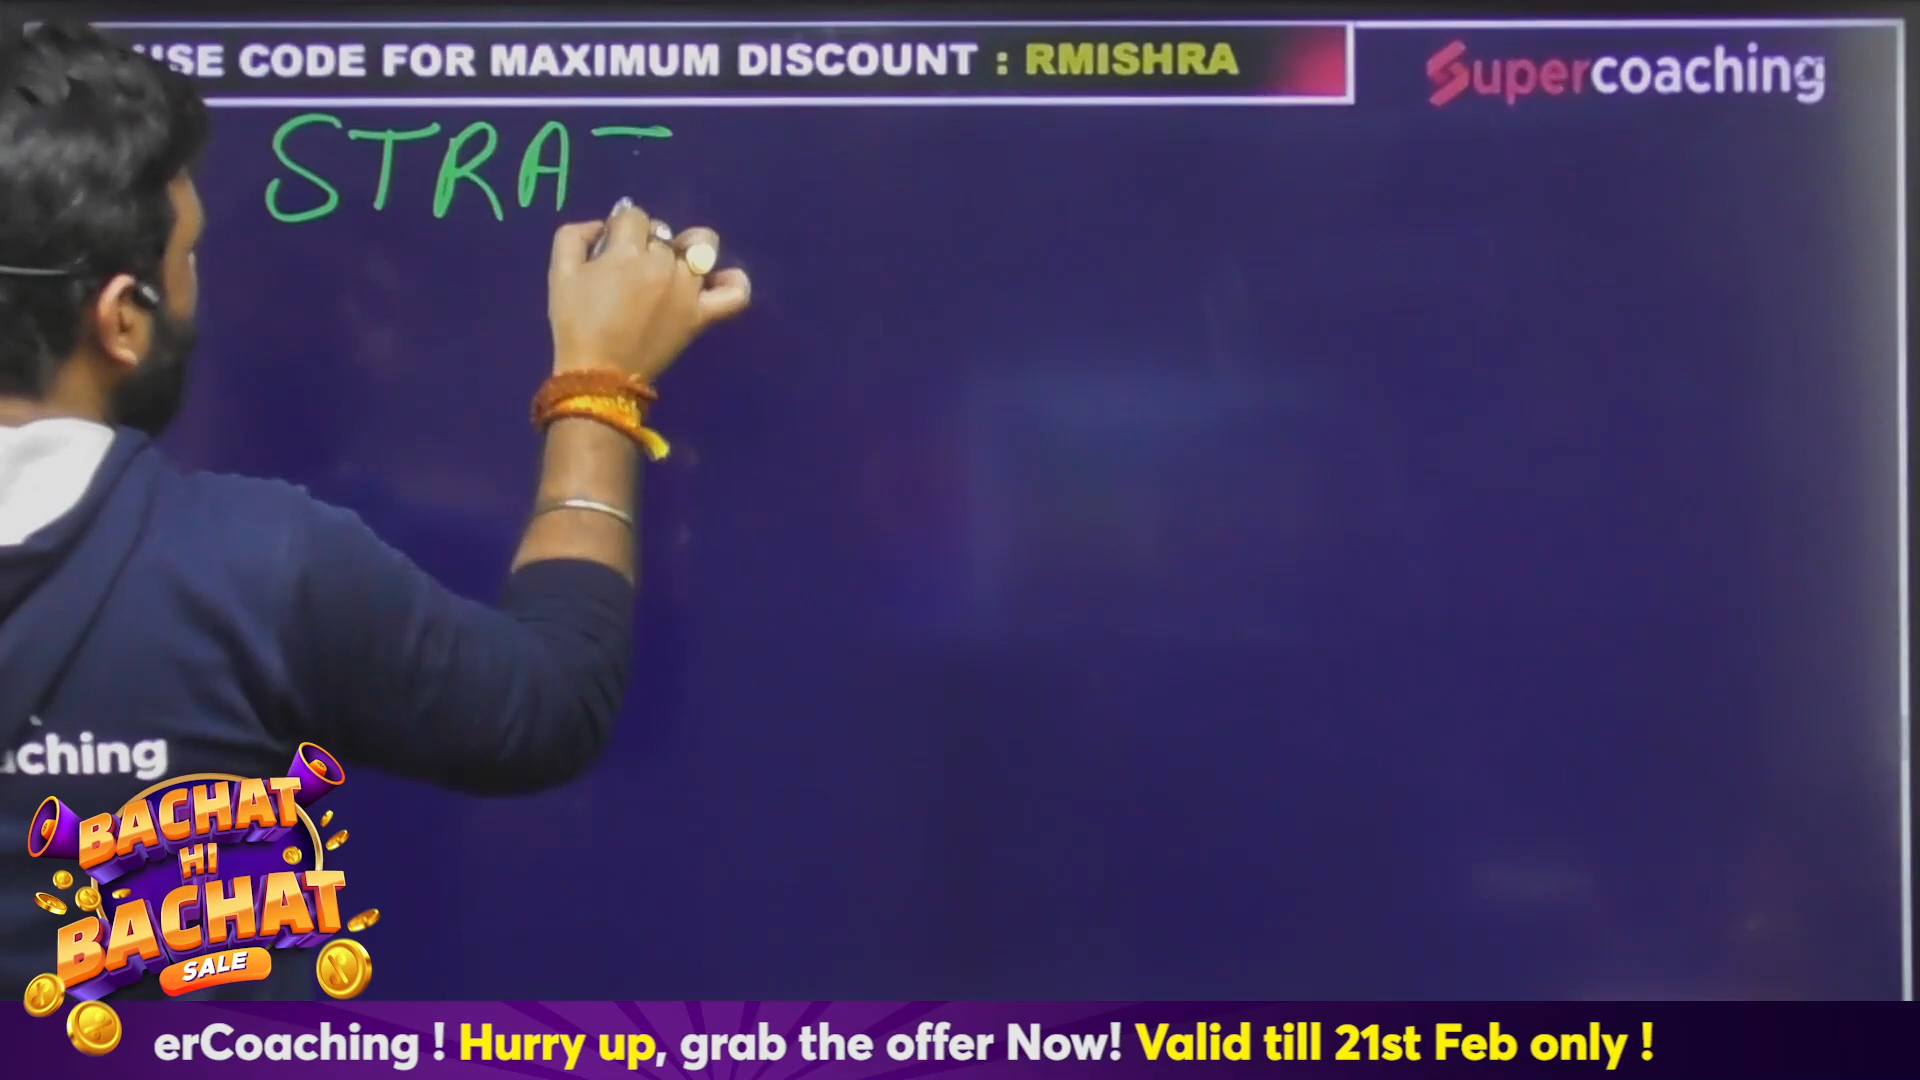 USE CODE FOR MAXIMUM DISCOUNT : RMISHRA
Supercoaching
STRAT
ching
BACHAT
HI
BACHAT
SALE
erCoaching ! Hurry up, grab the offer Now! Valid till 21st Feb only !